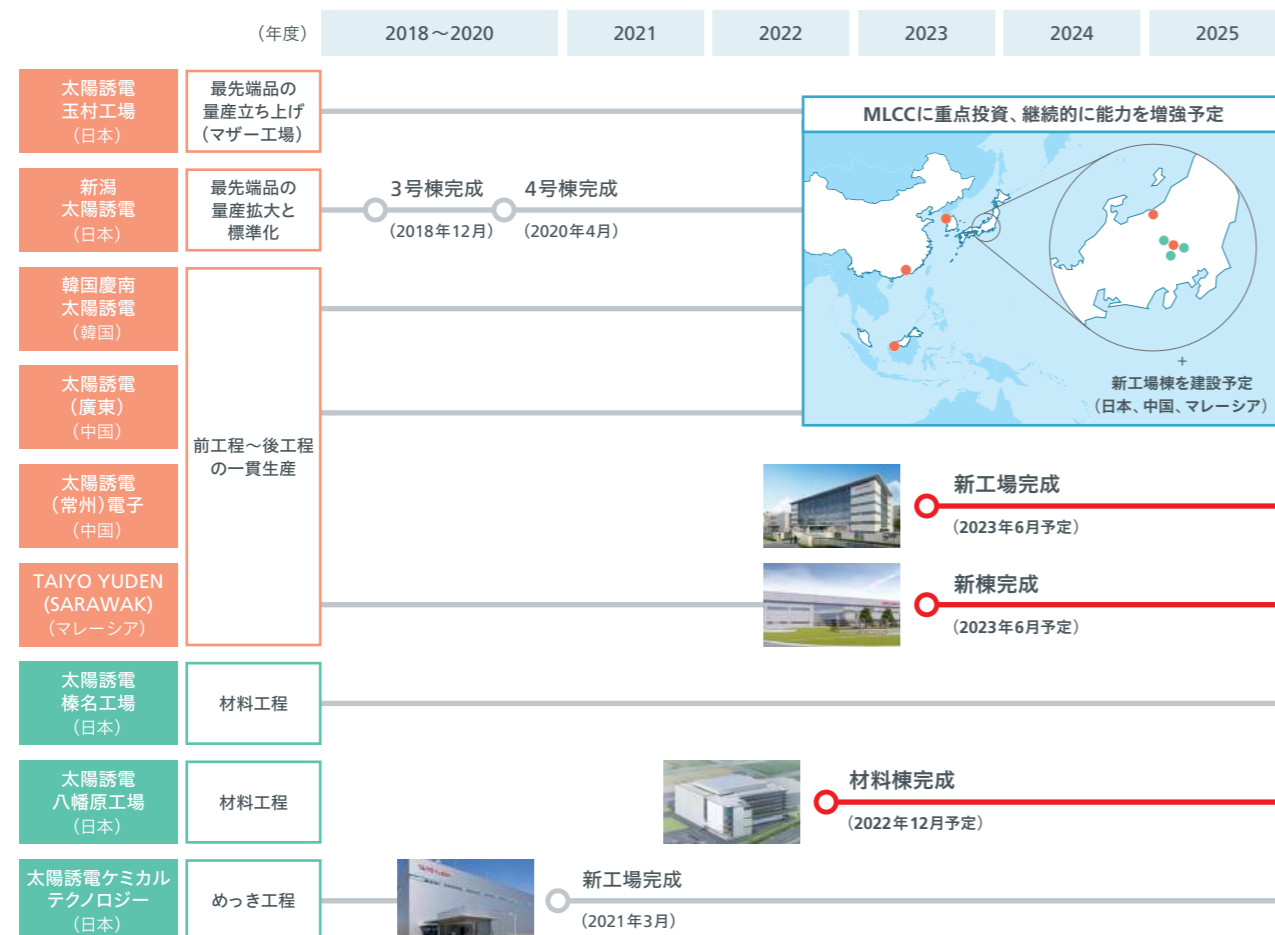 （年度）
2018～2020
2021
2022
2023
2024
2025
太陽誘電
玉村工場
（日本）
最先端品の
量産立ち上げ
（マザー工場）
MLCCに重点投資、継続的に能力を増強予定
新潟
太陽誘電
（日本）
最先端品の
量産拡大と
標準化
3号棟完成
（2018年12月）
4号棟完成
（2020年4月）
韓国慶南
太陽誘電
（韓国）
太陽誘電
（廣東）
（中国）
+
新工場棟を建設予定
（日本、中国、マレーシア）
前工程～後工程
の一貫生産
太陽誘電
（常州）電子
（中国）
新工場完成
（2023年6月予定）
TAIYO YUDEN
(SARAWAK)
（マレーシア）
新棟完成
（2023年6月予定）
太陽誘電
榛名工場
（日本）
材料工程
太陽誘電
八幡原工場
（日本）
材料工程
材料棟完成
（2022年12月予定）
太陽誘電ケミカル
テクノロジー
（日本）
めっき工程
新工場完成
（2021年3月）